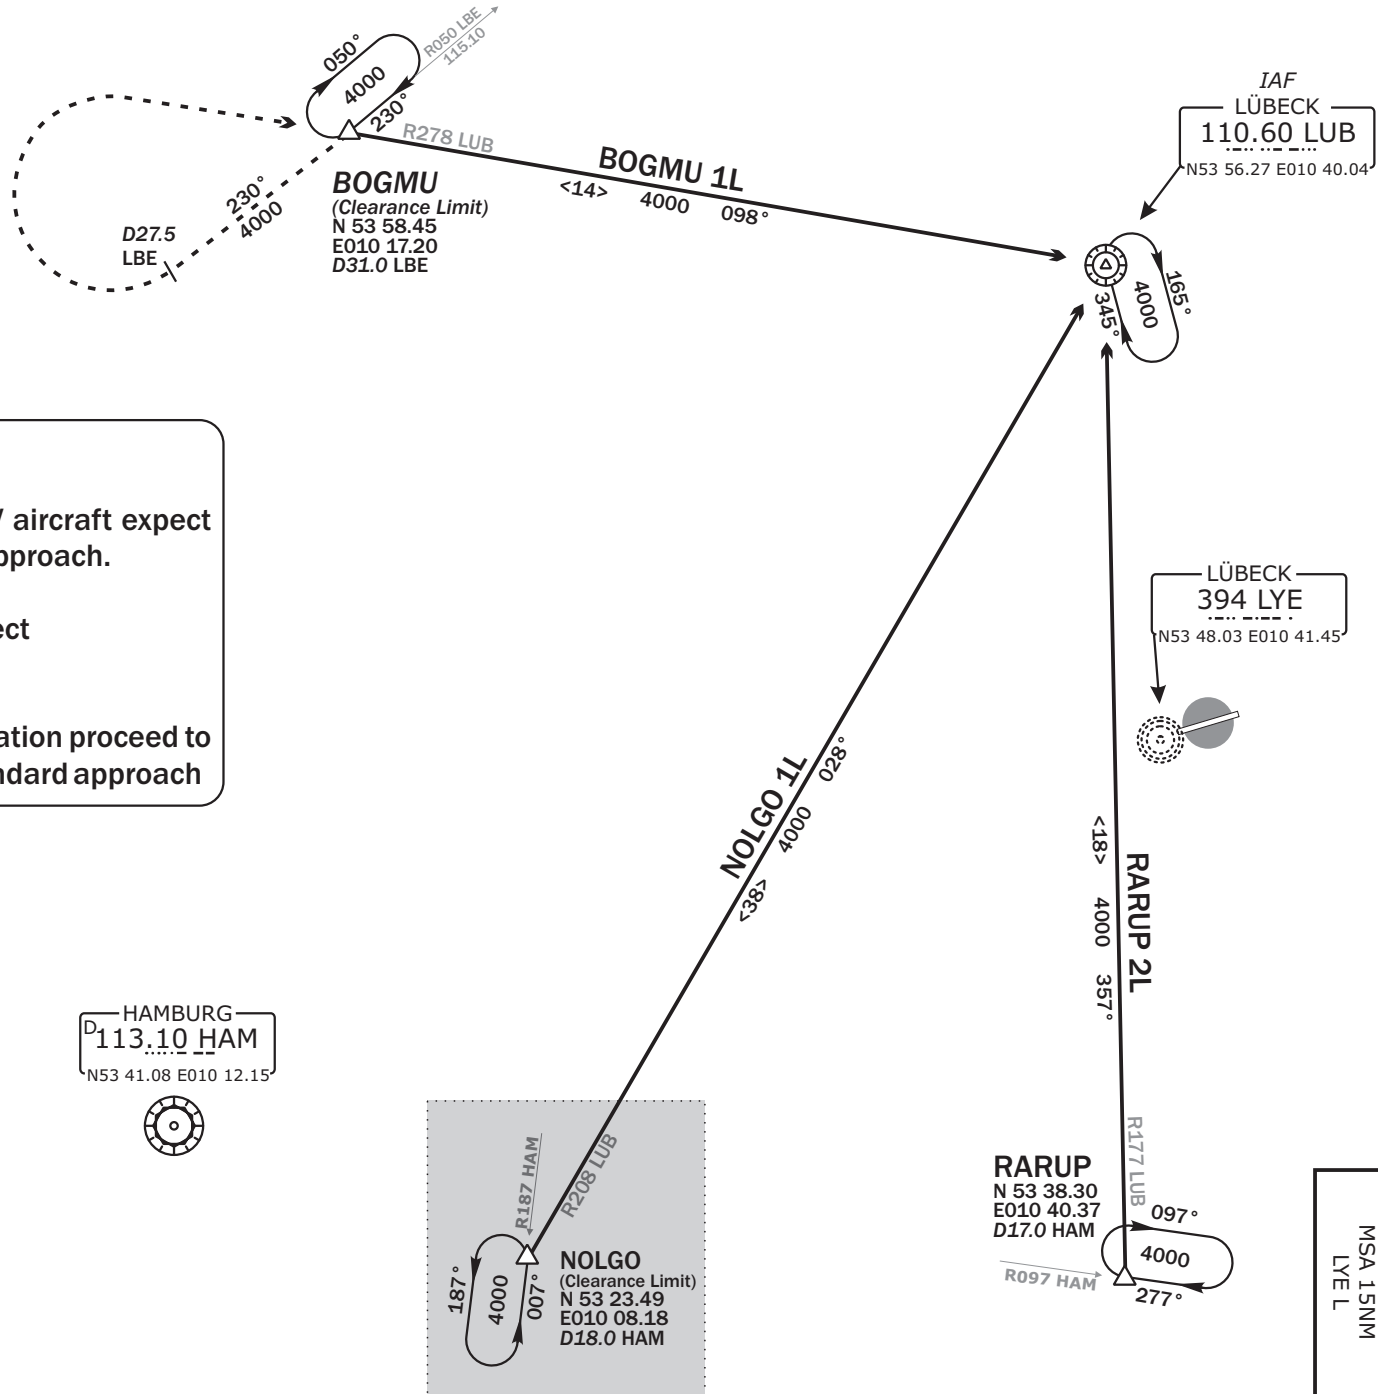 050°
4000
230°
R050 LBE
115.10
R278 LUB
BOGMU 1L
<14> 4000 098°
BOGMU
(Clearance Limit)
N 53 58.45
E010 17.20
D31.0 LBE
230°
4000
D27.5
LBE
IAF
LÜBECK
110.60 LUB
N53 56.27 E010 40.04
165°
4000
345°
aircraft expect
pproach.
ect
ation proceed to
ndard approach
LÜBECK
394 LYE
N53 48.03 E010 41.45
NOLGO 1L
<38> 4000 028°
RARUP 2L
<18> 4000 357°
HAMBURG
D
113.10 HAM
N53 41.08 E010 12.15
R187 HAM
R208 LUB
187°
4000
007°
NOLGO
(Clearance Limit)
N 53 23.49
E010 08.18
D18.0 HAM
R177 LUB
RARUP
N 53 38.30
E010 40.37
D17.0 HAM
R097 HAM
097°
4000
277°
MSA 15NM
LYE L